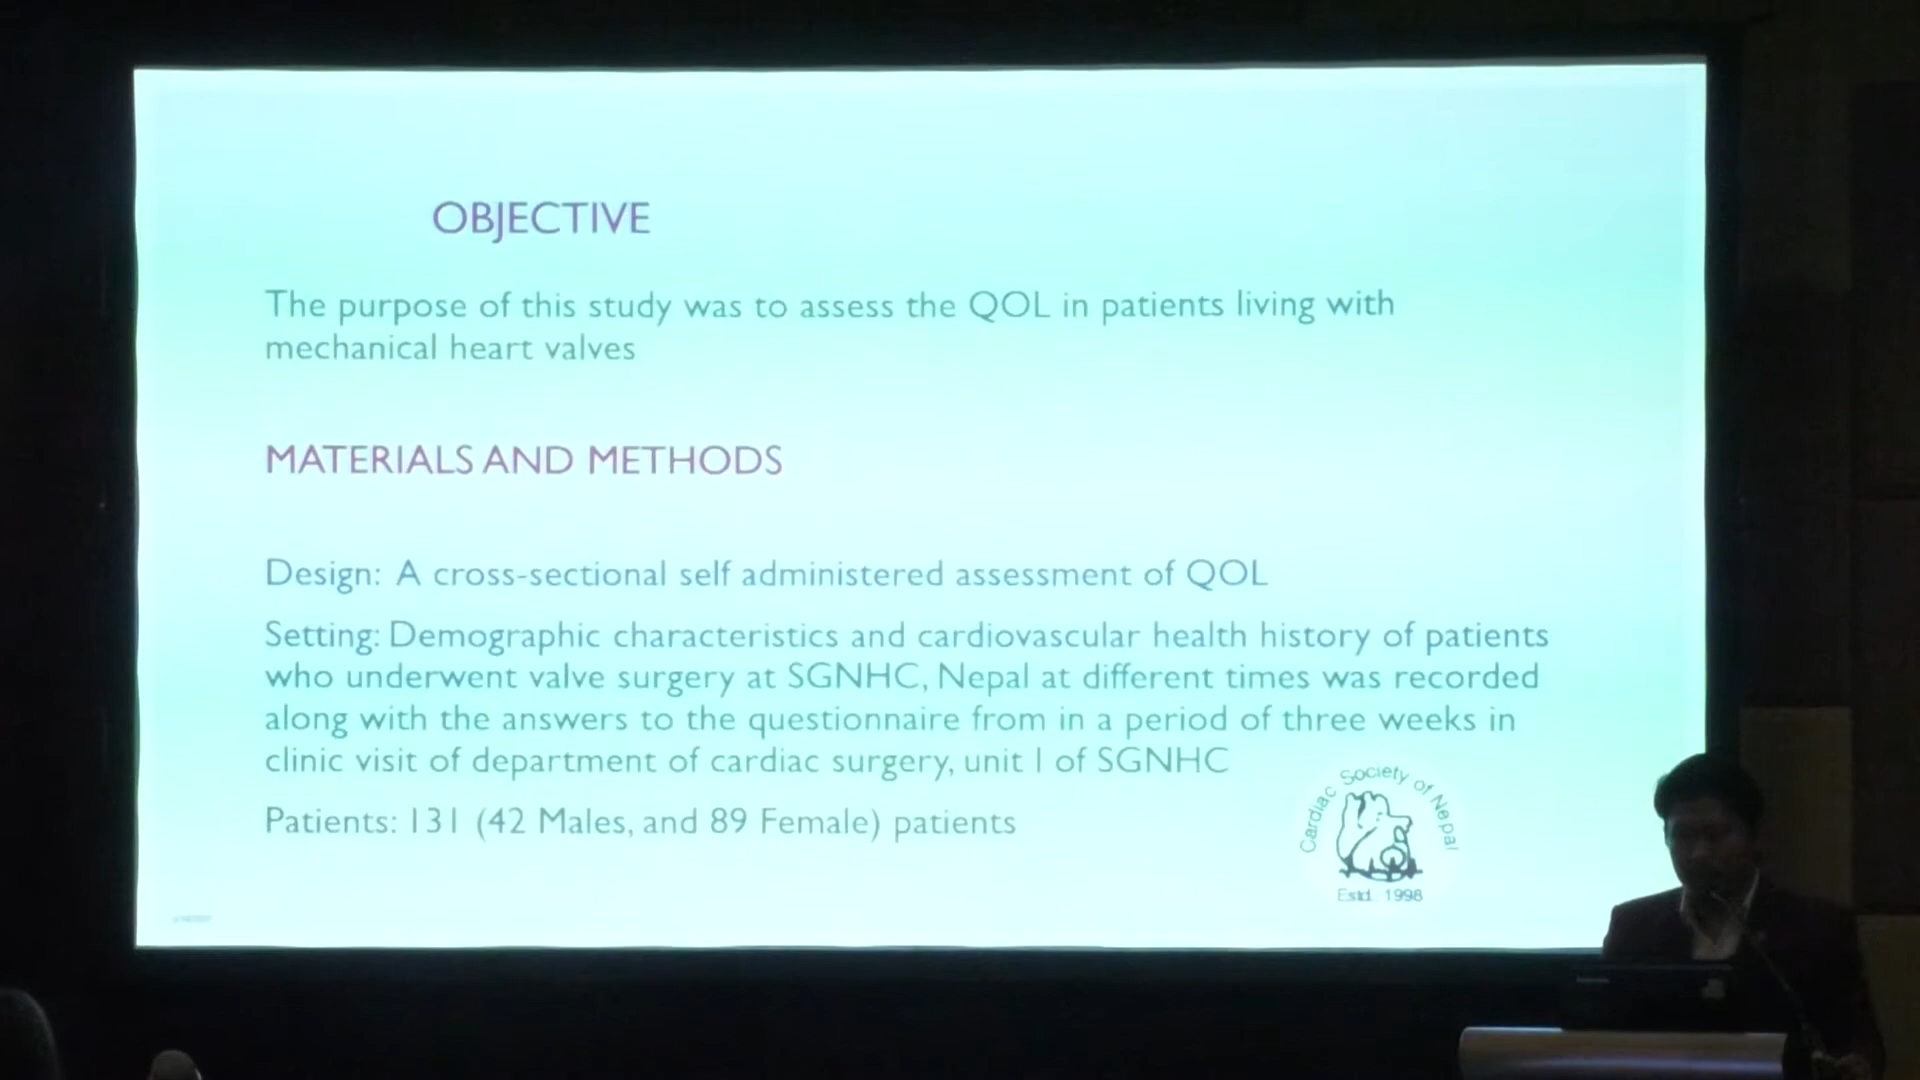 OBJECTIVE
The purpose of this study was to assess the QOL in patients living with
mechanical heart valves
MATERIALS AND METHODS
Design: A cross-sectional self administered assessment of QOL
Setting: Demographic characteristics and cardiovascular health history of patients
who underwent valve surgery at SGNHC, Nepal at different times was recorded
along with the answers to the questionnaire from in a period of three weeks in
clinic visit of department of cardiac surgery, unit I of SGNHC
Patients: 131 (42 Males, and 89 Female) patients
Cardiac Society of Nepal
Estd. 1998